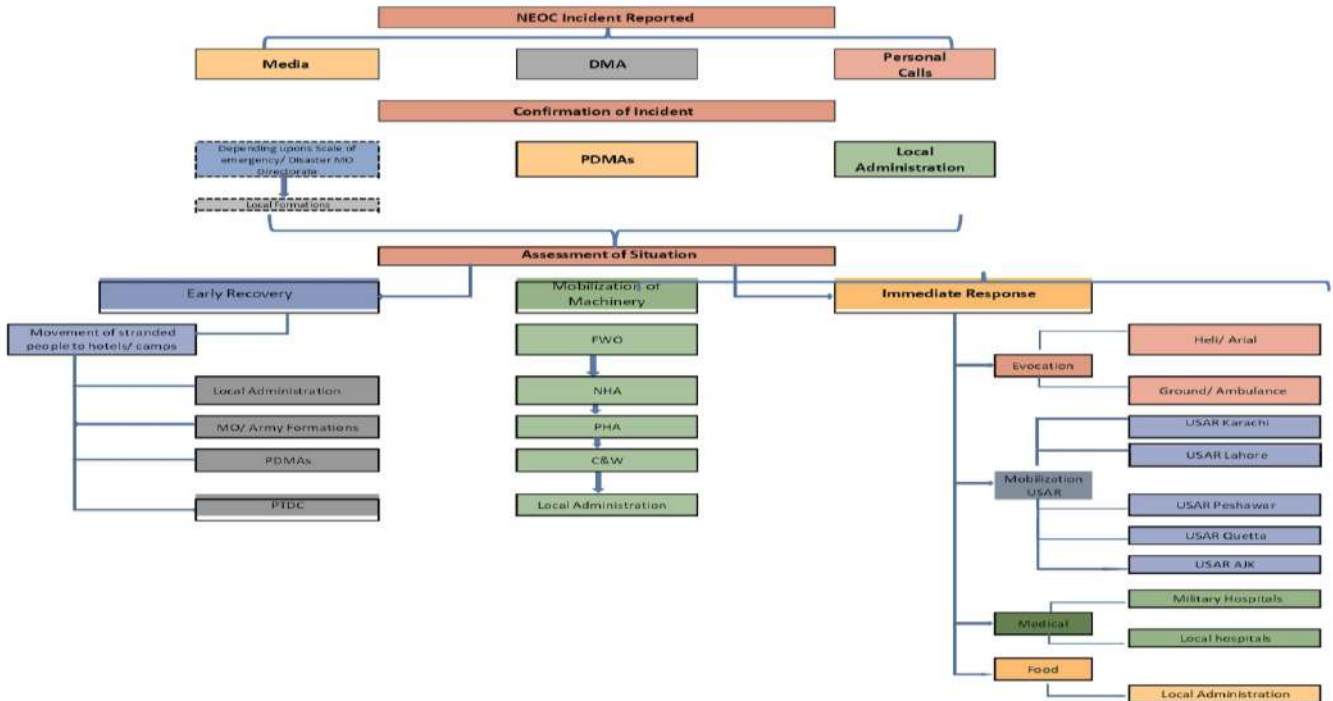 NEOC Incident Reported
Media
DMA
Personal
Calls
Confirmation of Incident
Depending upons Scale of
emergency/ Disaster MO
Directorate
PDMAs
Local
Administration
Local Formations
Assessment of Situation
Early Recovery
Mobilization of
Machinery
Immediate Response
Movement of stranded
people to hotels/ camps
Local Administration
MO/ Army Formations
PDMAs
PTDC
FWO
NHA
PHA
C&W
Local Administration
Evocation
Heli/ Arial
Ground/ Ambulance
Mobilization
USAR
USAR Karachi
USAR Lahore
USAR Peshawar
USAR Quetta
USAR AJK
Medical
Military Hospitals
Local hospitals
Food
Local Administration